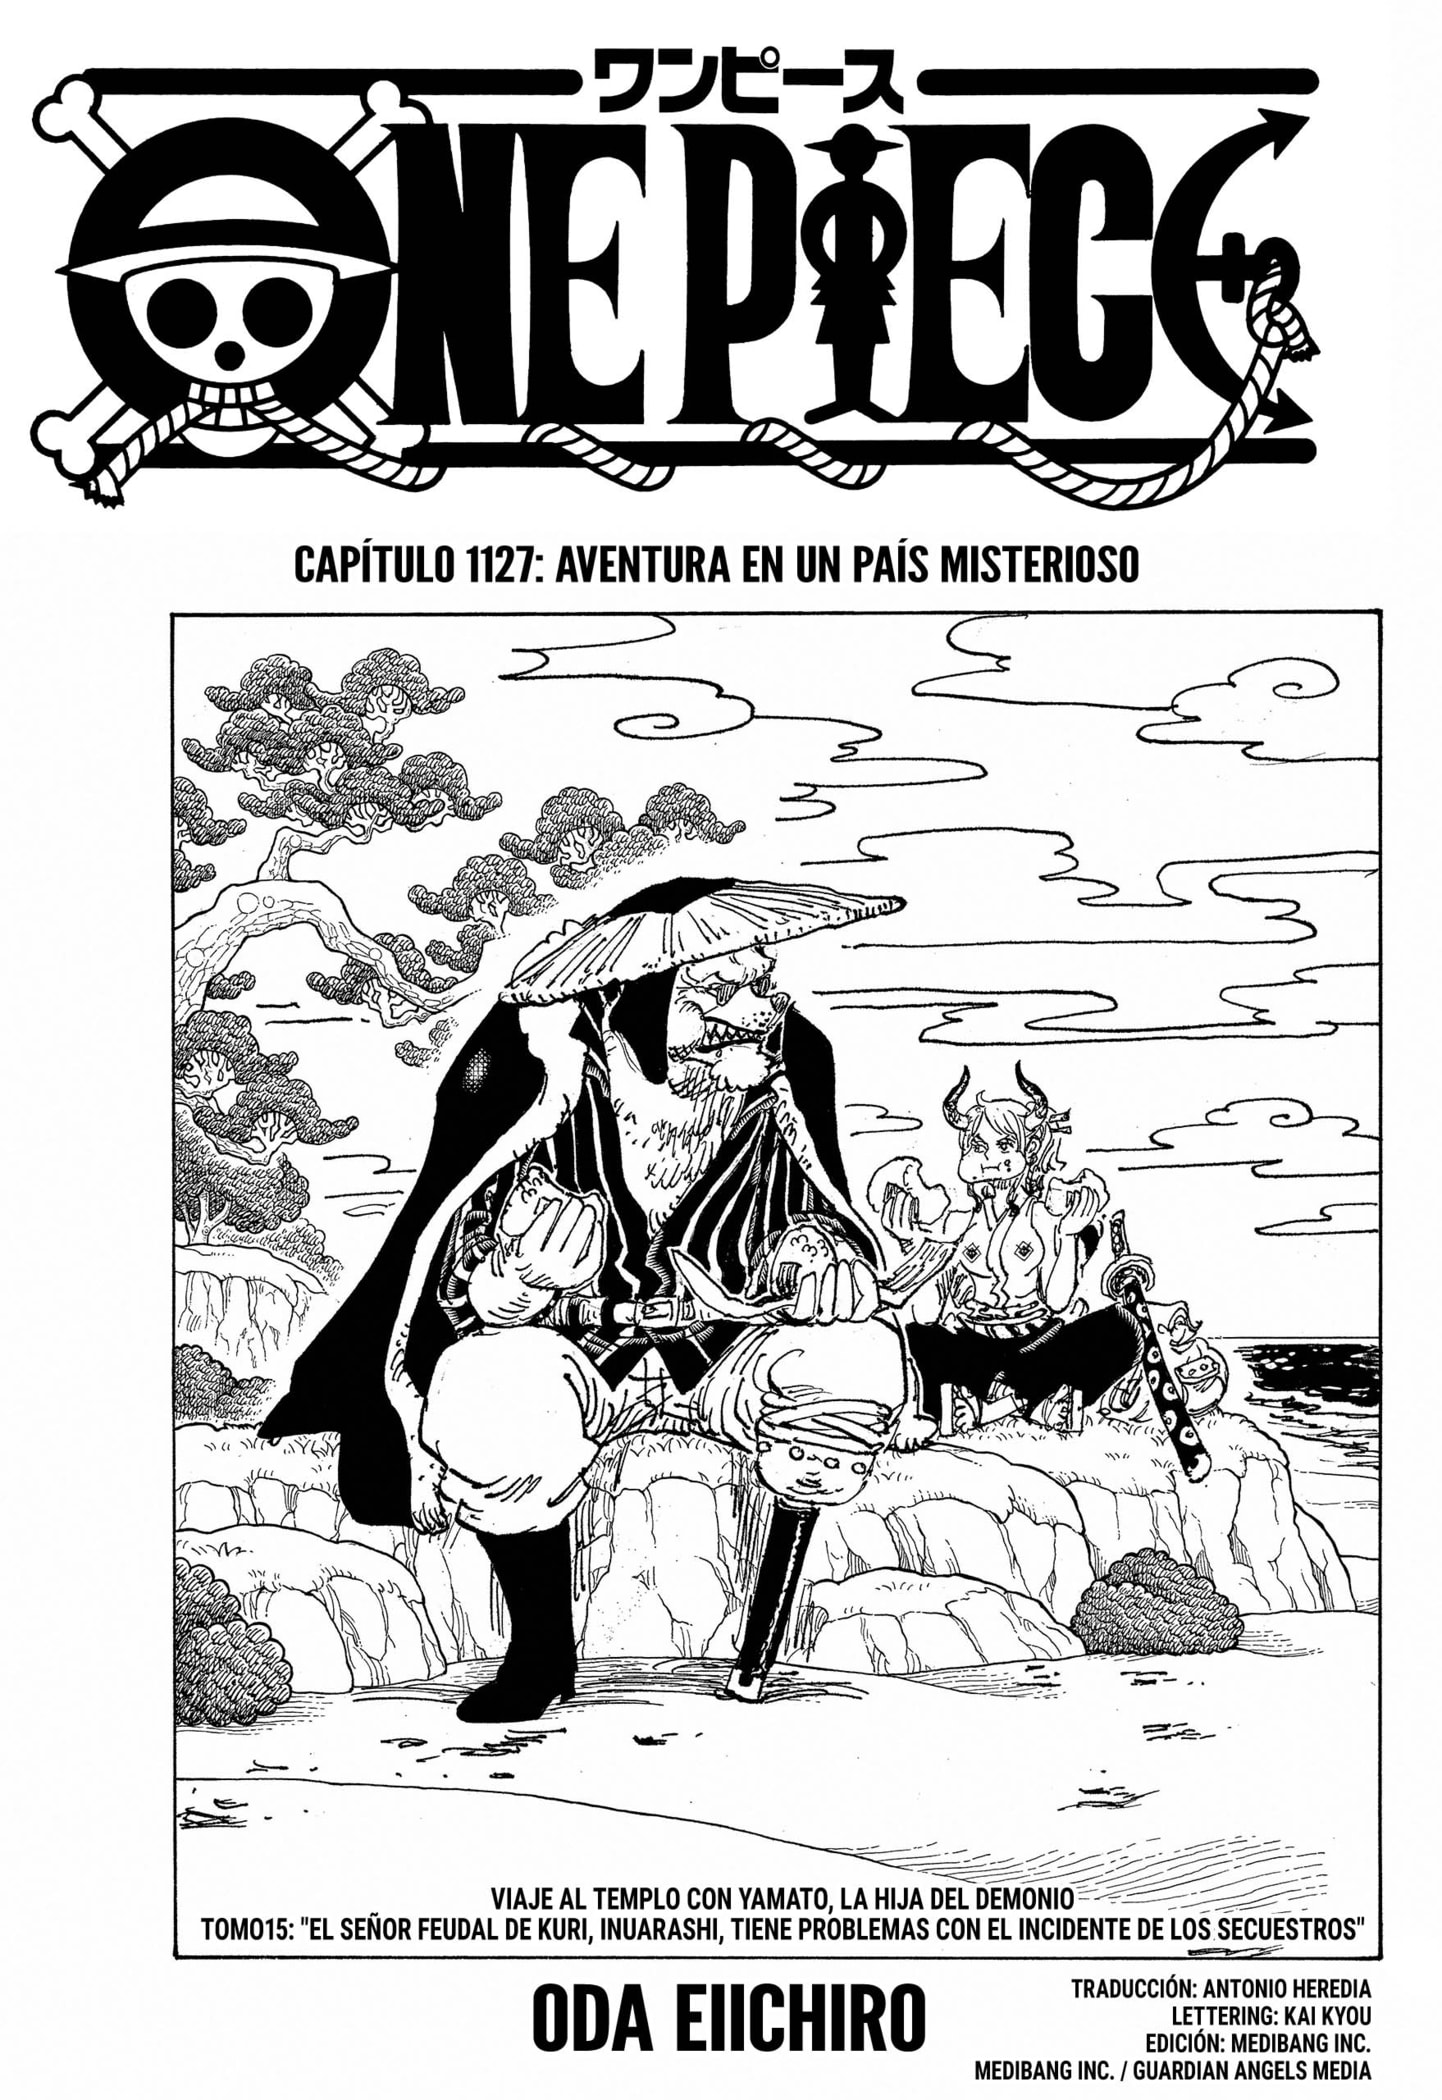 ワンピース
ONE PIECE
CAPÍTULO 1127: AVENTURA EN UN PAÍS MISTERIOSO
VIAJE AL TEMPLO CON YAMATO, LA HIJA DEL DEMONIO
TOMO15: "EL SEÑOR FEUDAL DE KURI, INUARASHI, TIENE PROBLEMAS CON EL INCIDENTE DE LOS SECUESTROS"
ODA EIICHIRO
TRADUCCIÓN: ANTONIO HEREDIA
LETTERING: KAI KYOU
EDICIÓN: MEDIBANG INC.
MEDIBANG INC. / GUARDIAN ANGELS MEDIA